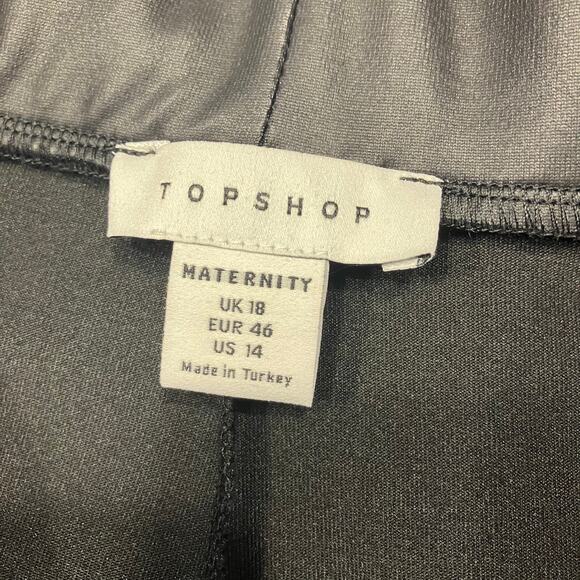 TOPSHOP
MATERNITY
UK 18
EUR 46
US 14
Made in Turkey